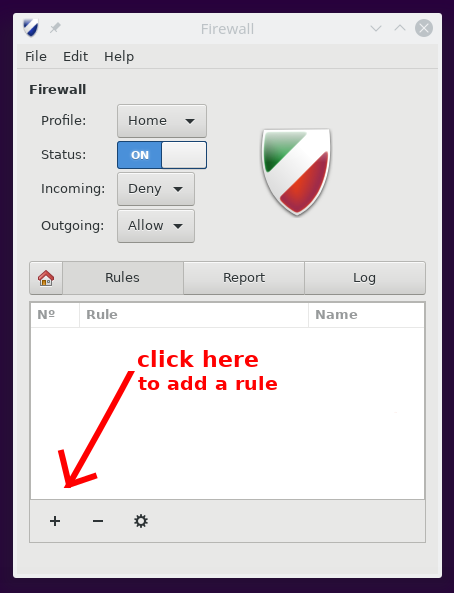 Firewall
File Edit Help
Firewall
Profile: Home
Status: ON
Incoming: Deny
Outgoing: Allow
Rules Report Log
Nº Rule Name
click here
to add a rule